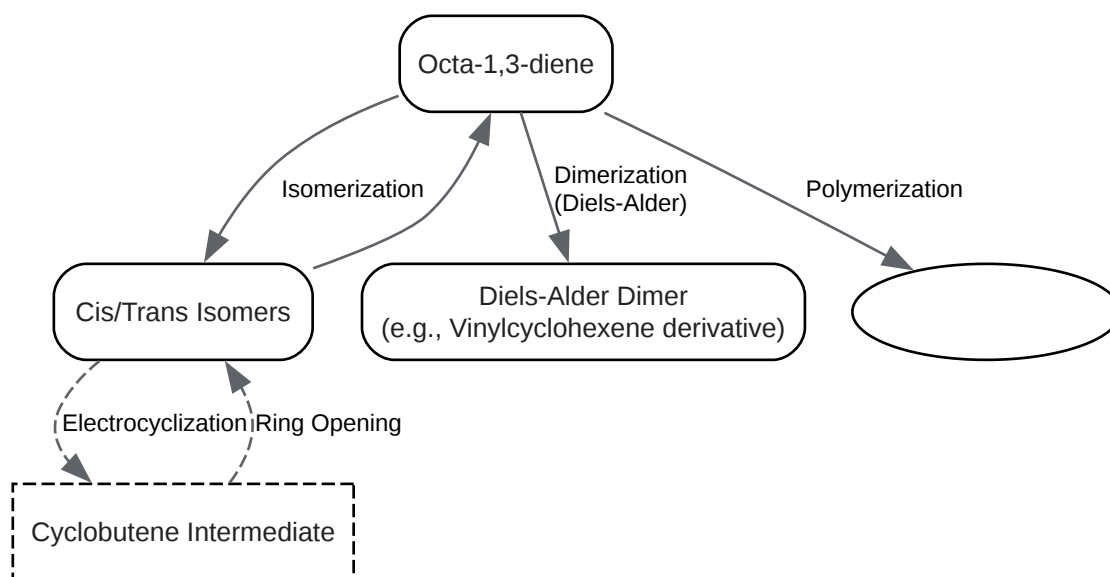 Octa-1,3-diene
Isomerization
Dimerization
(Diels-Alder)
Polymerization
Cis/Trans Isomers
Diels-Alder Dimer
(e.g., Vinylcyclohexene derivative)
Electrocyclization
Ring Opening
Cyclobutene Intermediate